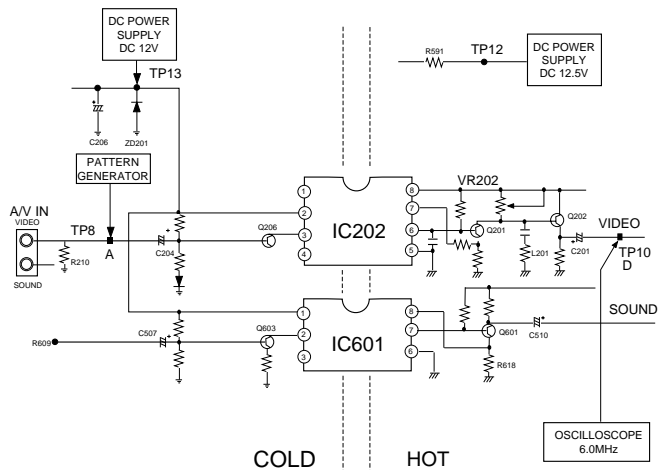 DC POWER
SUPPLY
DC 12V
TP13
C206
ZD201
PATTERN
GENERATOR
A/V IN
VIDEO
SOUND
TP8
A
R210
C204
Q206
R591
TP12
DC POWER
SUPPLY
DC 12.5V
1
2
3
4
IC202
8
7
6
5
VR202
Q201
L201
Q202
C201
VIDEO
TP10
D
R609
C507
Q603
1
2
3
IC601
8
7
6
Q601
R618
C510
SOUND
OSCILLOSCOPE
6.0MHz
COLD
HOT